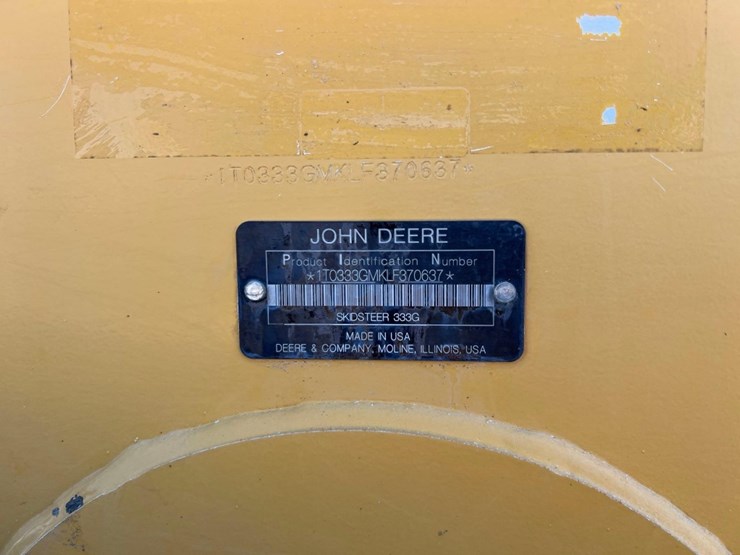 *1T0333GMKLF370637*
JOHN DEERE
Product Identification Number
*1T0333GMKLF370637*
SKIDSTEER 333G
MADE IN USA
DEERE & COMPANY, MOLINE, ILLINOIS, USA